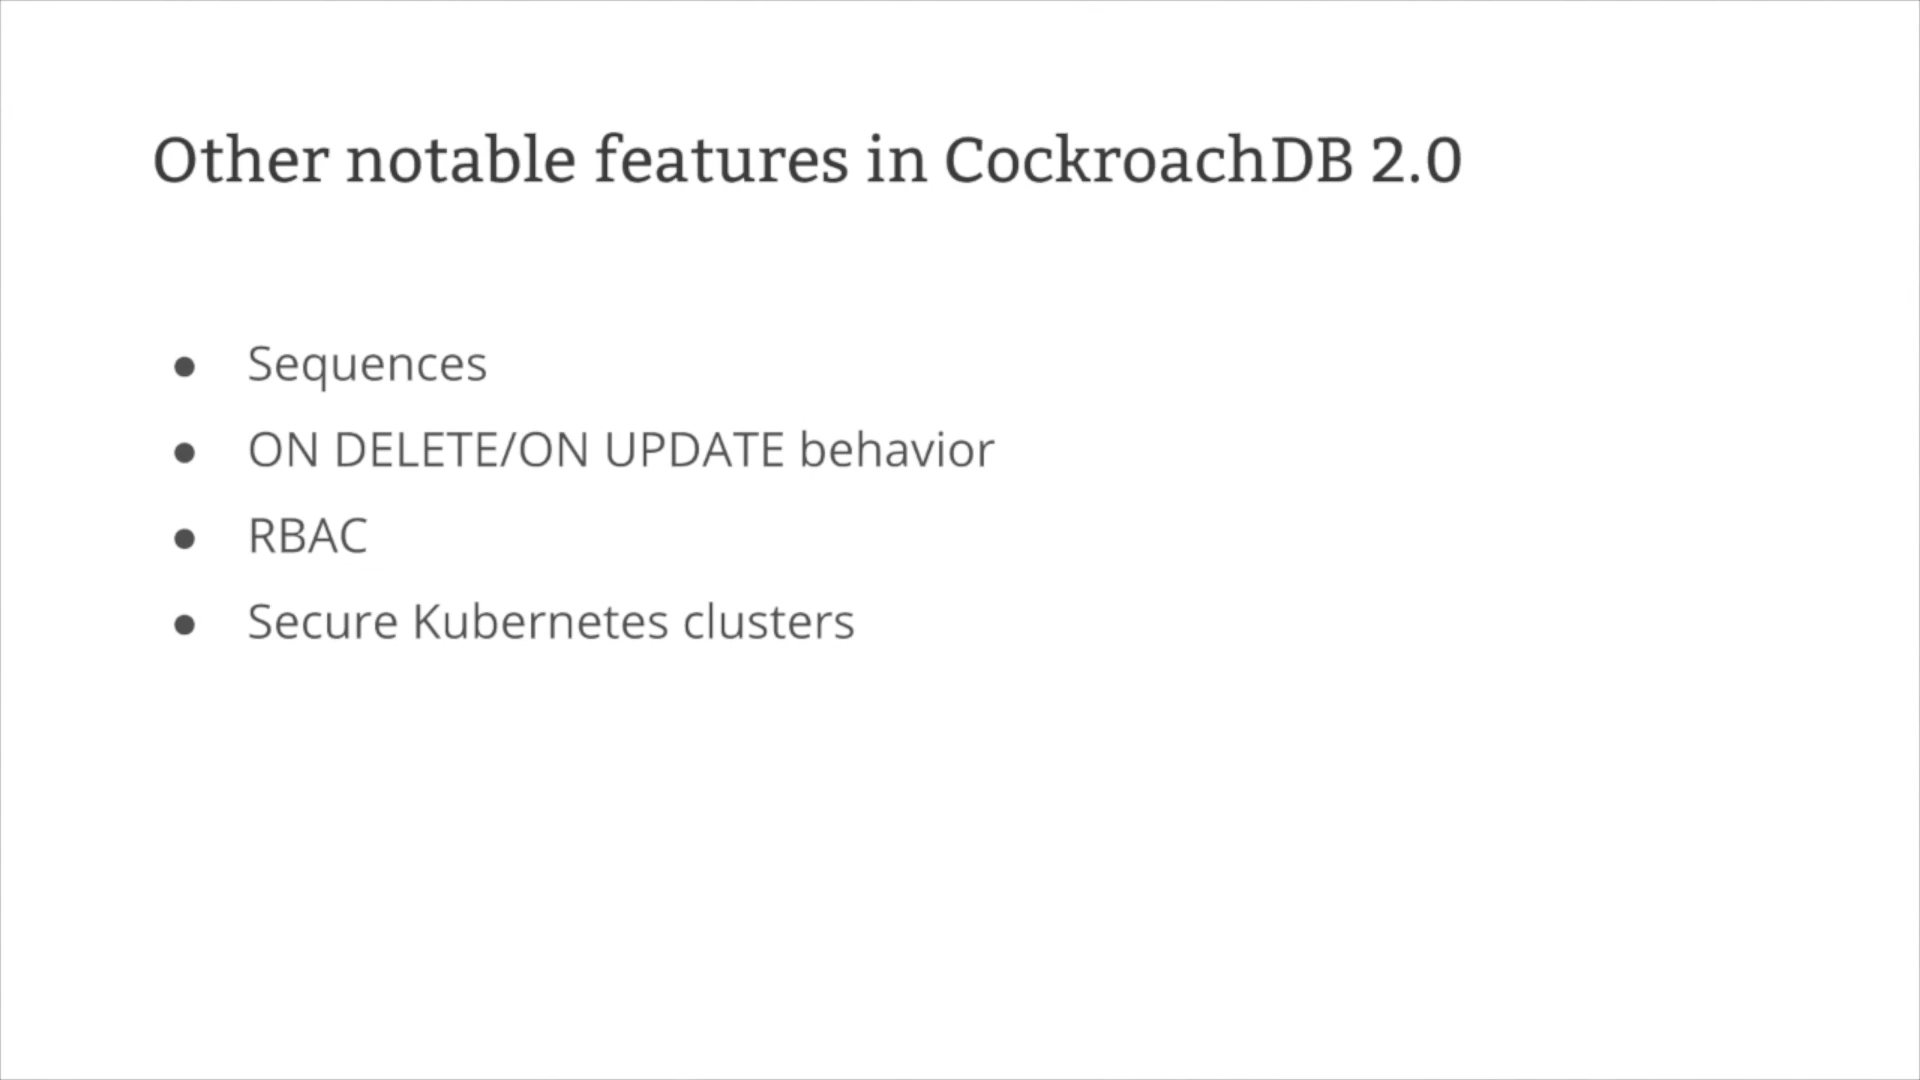 Other notable features in CockroachDB 2.0
● Sequences
● ON DELETE/ON UPDATE behavior
● RBAC
● Secure Kubernetes clusters